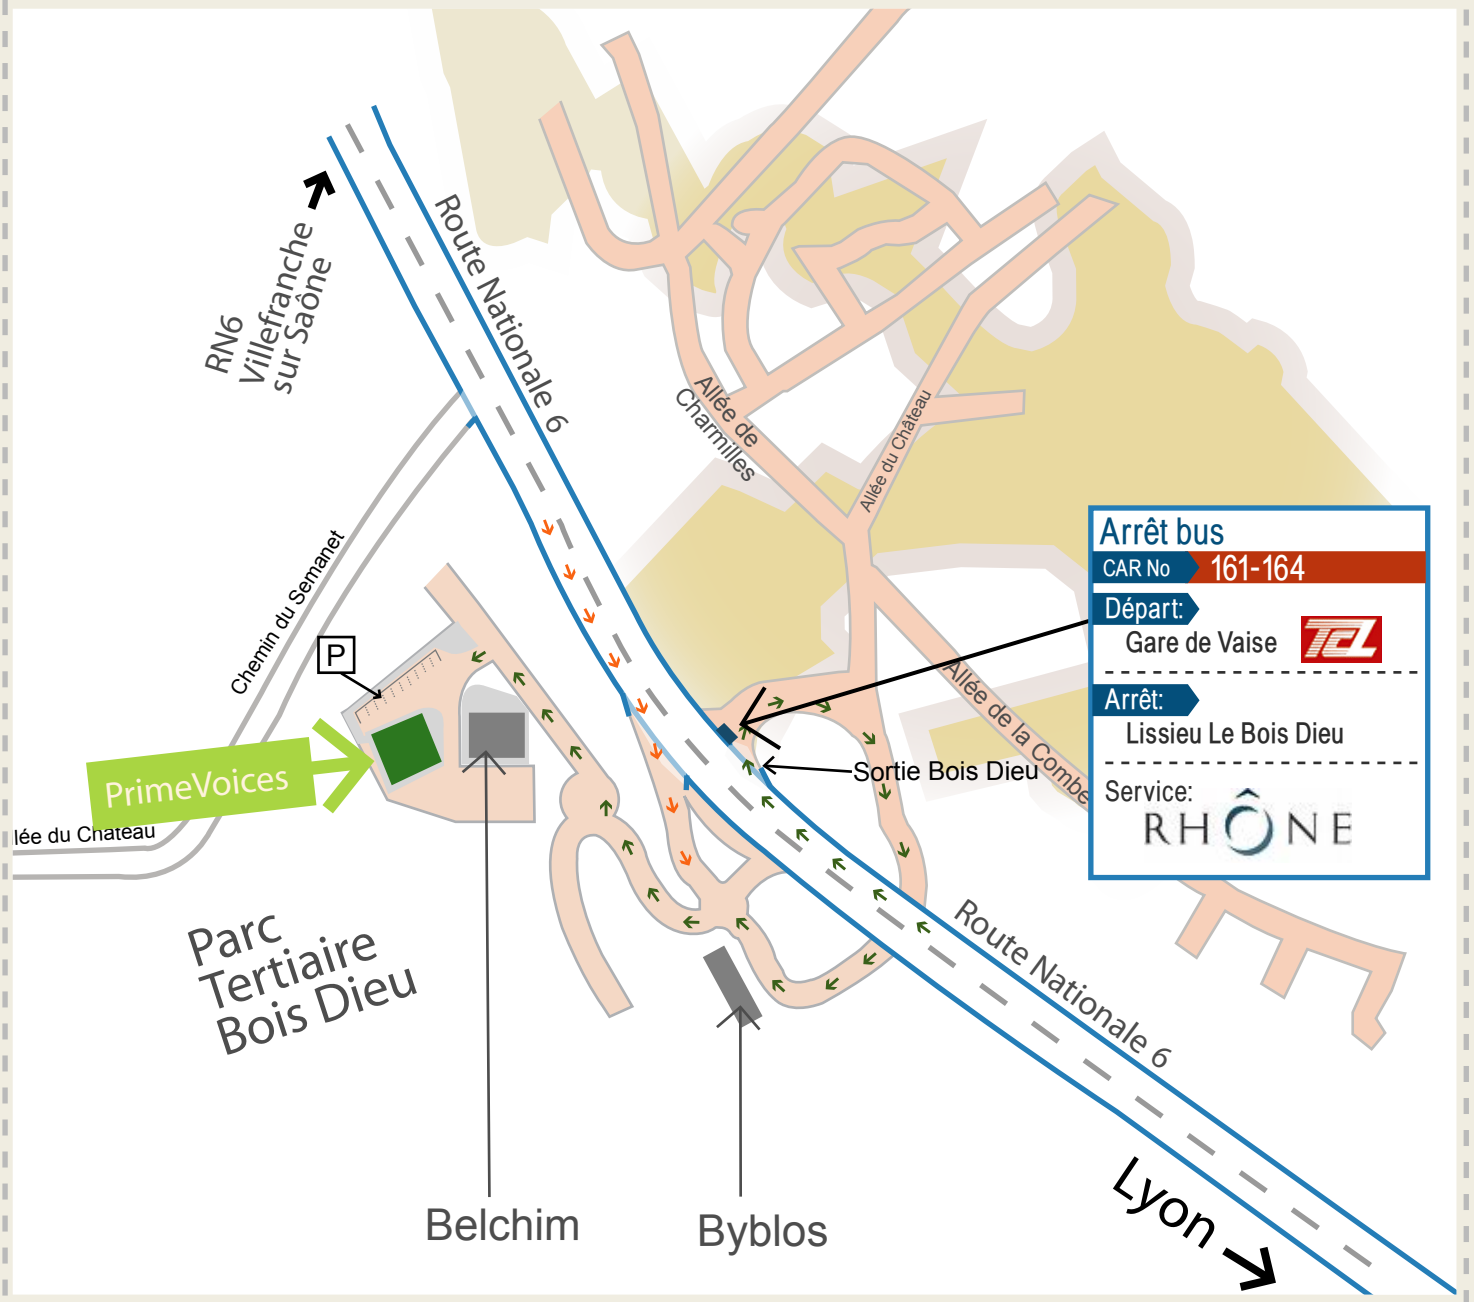 Route Nationale 6
RN6
Villefranche
sur Saône
Allée de
Charmilles
Allée du Château
Chemin du Semanet
P
PrimeVoices
lée du Château
Parc
Tertiaire
Bois Dieu
Sortie Bois Dieu
Allée de la Combe
Arrêt bus
CAR No 161-164
Départ:
Gare de Vaise TCL
Arrêt:
Lissieu Le Bois Dieu
Service:
RHÔNE
Route Nationale 6
Belchim
Byblos
Lyon